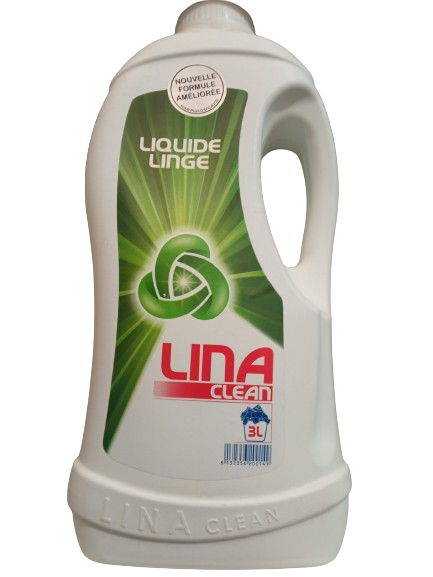 NOUVELLE
FORMULE
AMÉLIORÉE
LIQUIDE
LINGE
LINA
CLEAN
3L
LINA CLEAN